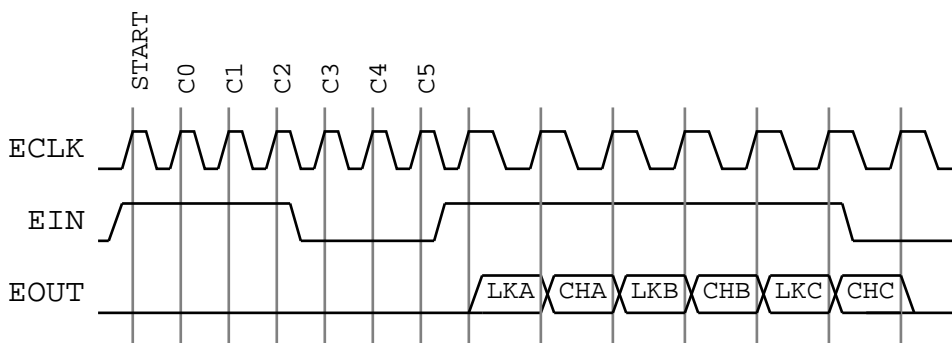 START C0 C1 C2 C3 C4 C5
ECLK
EIN
EOUT LKA CHA LKB CHB LKC CHC